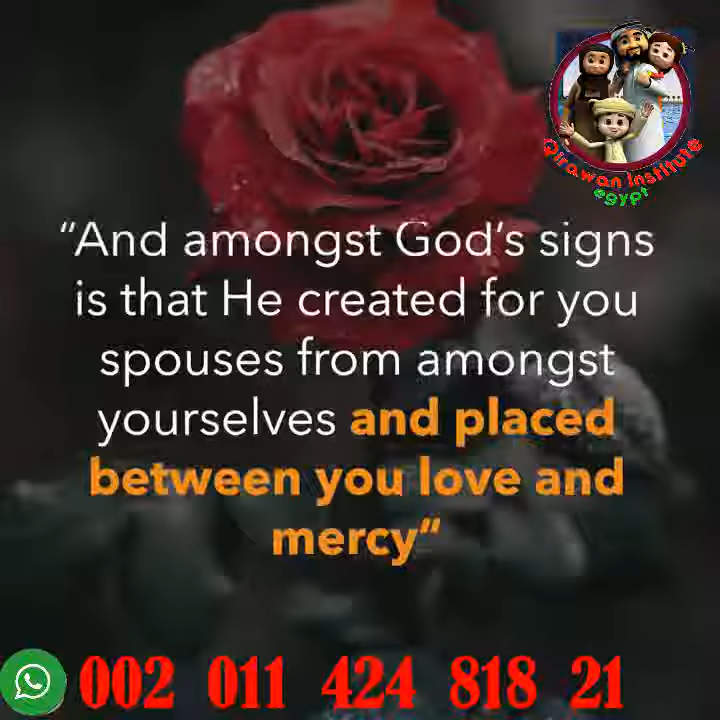 Qirawan Institute
egypt
“And amongst God’s signs
is that He created for you
spouses from amongst
yourselves and placed
between you love and
mercy“
002 011 424 818 21